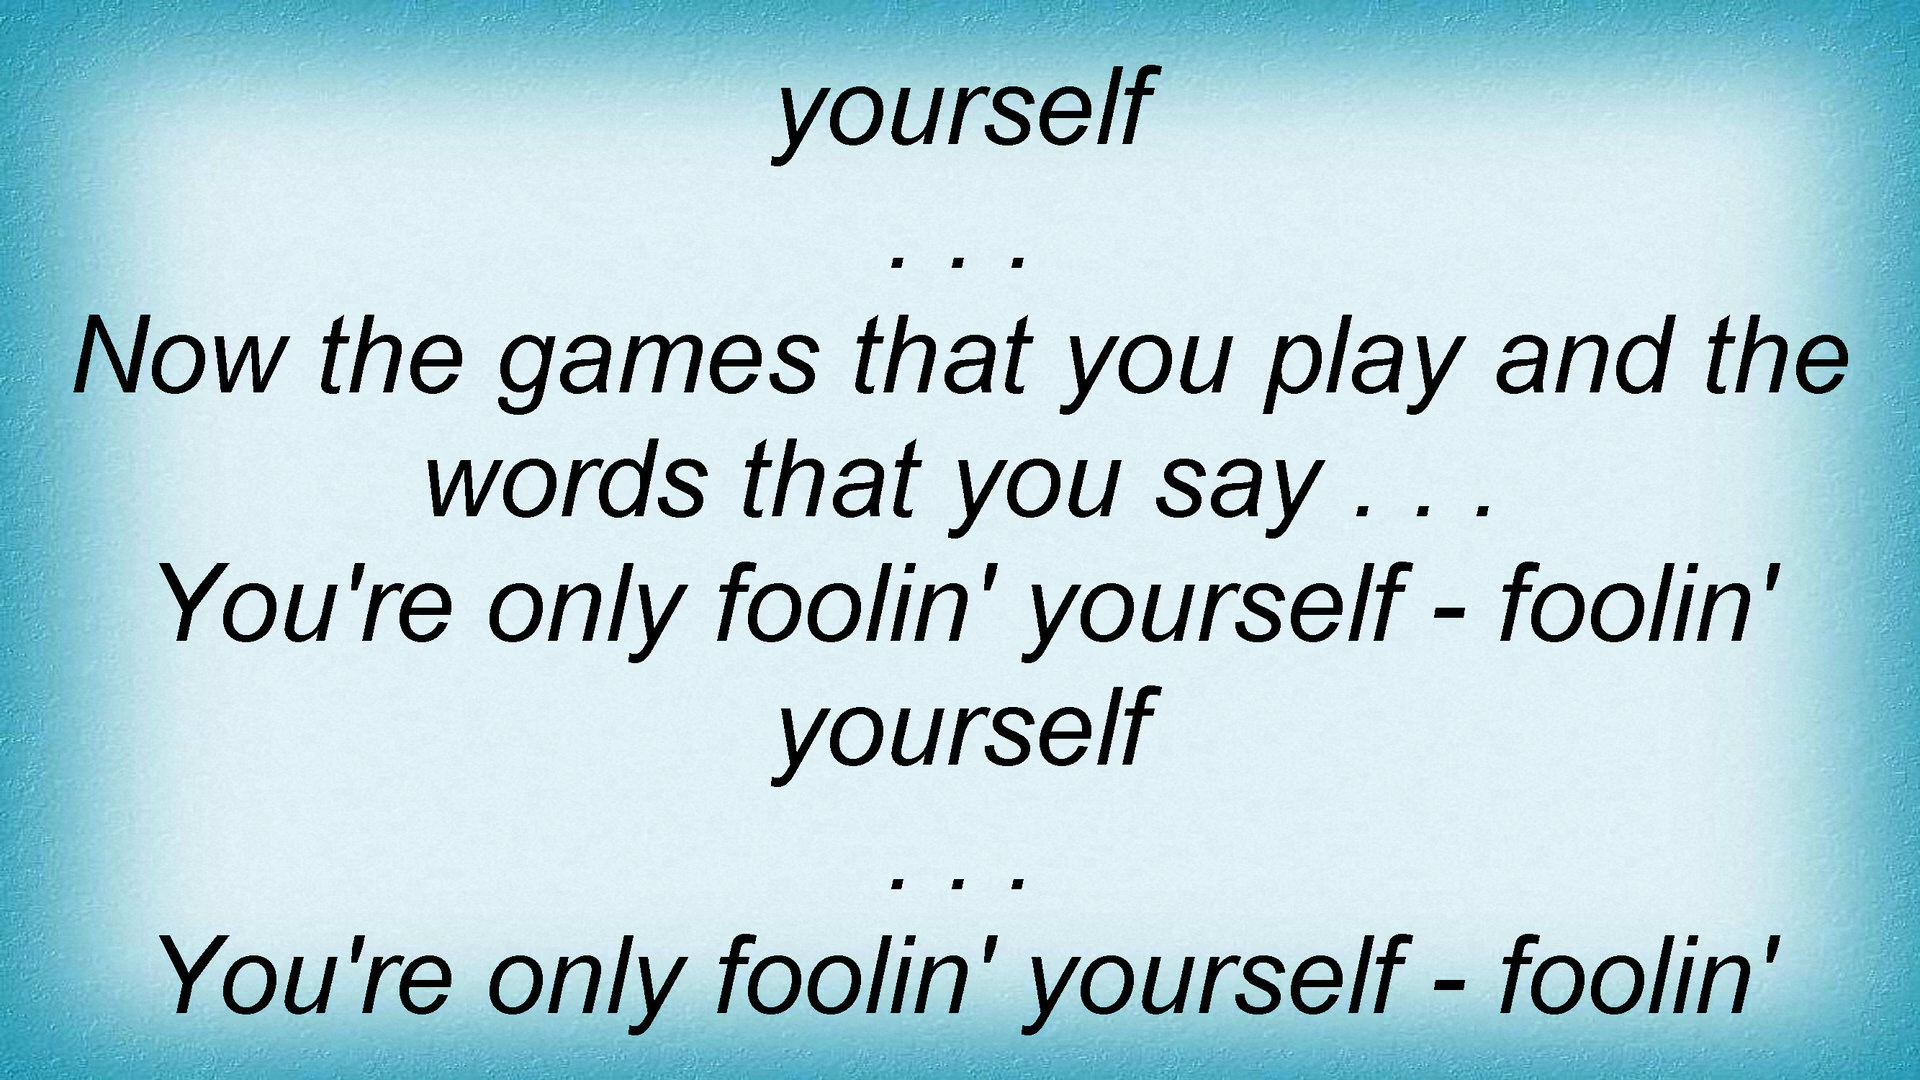 yourself
. . .
Now the games that you play and the
words that you say . . .
You're only foolin' yourself - foolin'
yourself
. . .
You're only foolin' yourself - foolin'